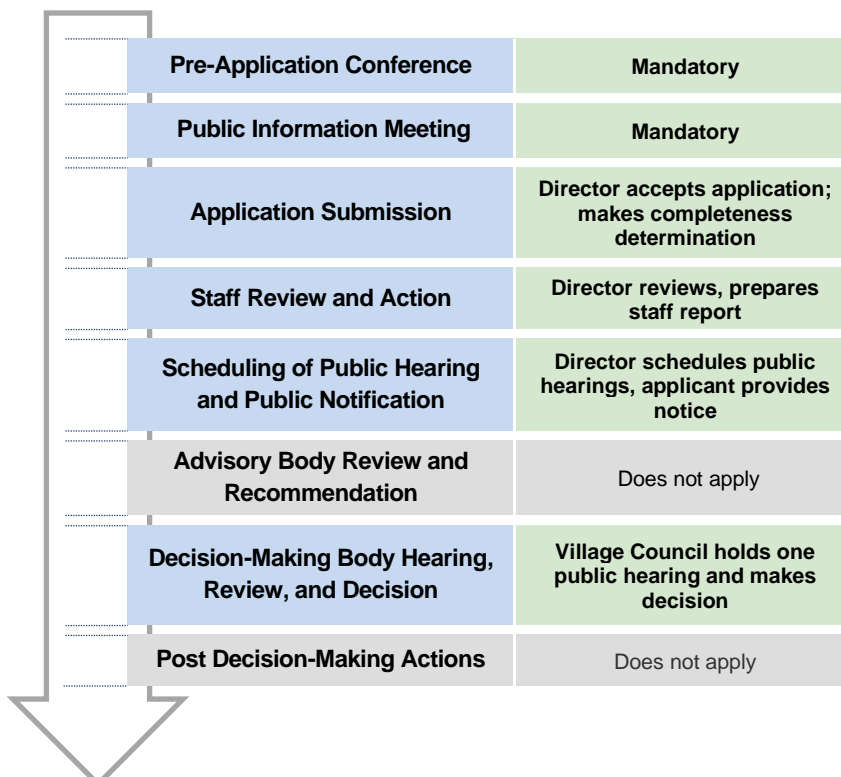 Pre-Application Conference
Mandatory
Public Information Meeting
Mandatory
Application Submission
Director accepts application;
makes completeness
determination
Staff Review and Action
Director reviews, prepares
staff report
Scheduling of Public Hearing
and Public Notification
Director schedules public
hearings, applicant provides
notice
Advisory Body Review and
Recommendation
Does not apply
Decision-Making Body Hearing,
Review, and Decision
Village Council holds one
public hearing and makes
decision
Post Decision-Making Actions
Does not apply